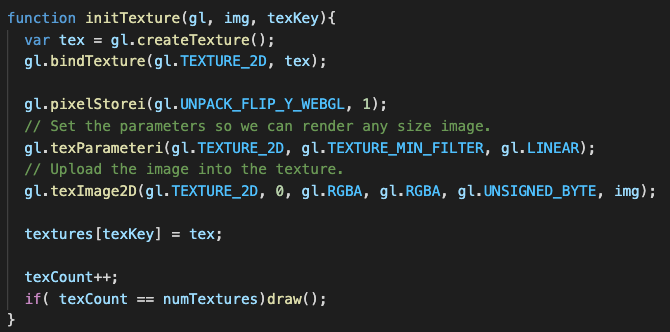 function initTexture(gl, img, texKey){
var tex = gl.createTexture();
gl.bindTexture(gl.TEXTURE_2D, tex);
gl.pixelStorei(gl.UNPACK_FLIP_Y_WEBGL, 1);
// Set the parameters so we can render any size image.
gl.texParameteri(gl.TEXTURE_2D, gl.TEXTURE_MIN_FILTER, gl.LINEAR);
// Upload the image into the texture.
gl.texImage2D(gl.TEXTURE_2D, 0, gl.RGBA, gl.RGBA, gl.UNSIGNED_BYTE, img);
textures[texKey] = tex;
texCount++;
if( texCount == numTextures)draw();
}